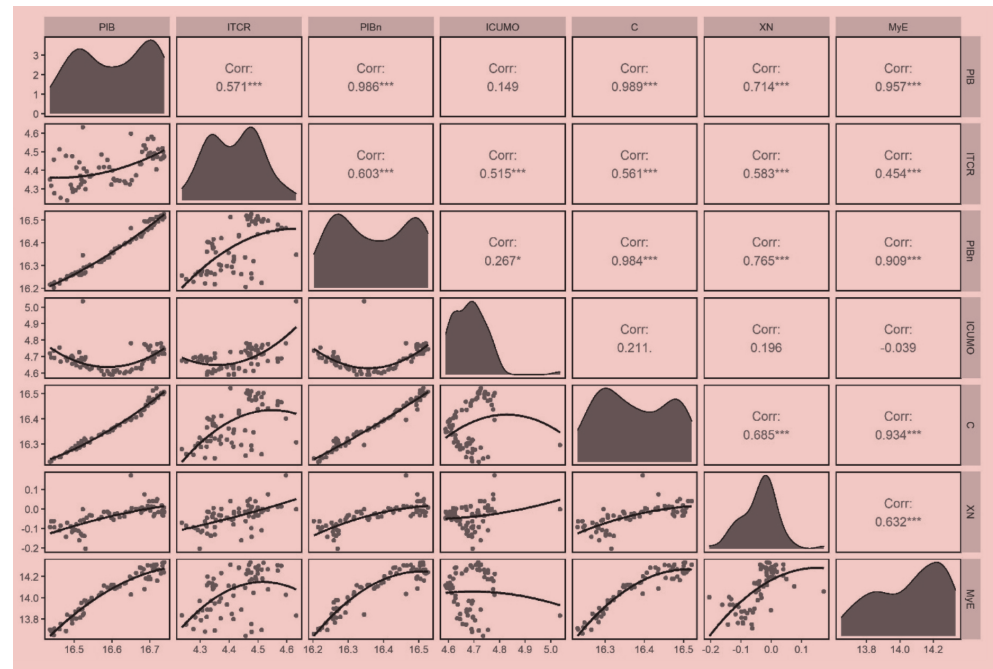 PIB ITCR PIBn ICUMO C XN MyE
3
2
1
0
Corr:
0.571***
Corr:
0.986***
Corr:
0.149
Corr:
0.989***
Corr:
0.714***
Corr:
0.957***
PIB
4.6
4.5
4.4
4.3
Corr:
0.603***
Corr:
0.515***
Corr:
0.561***
Corr:
0.583***
Corr:
0.454***
ITCR
16.5
16.4
16.3
16.2
Corr:
0.267*
Corr:
0.984***
Corr:
0.765***
Corr:
0.909***
PIBn
5.0
4.9
4.8
4.7
4.6
Corr:
0.211.
Corr:
0.196
Corr:
-0.039
ICUMO
16.5
16.4
16.3
Corr:
0.685***
Corr:
0.934***
C
0.1
0.0
-0.1
-0.2
Corr:
0.632***
XN
14.2
14.0
13.8
MyE
16.5 16.6 16.7 4.3 4.4 4.5 4.6 16.2 16.3 16.4 16.5 4.6 4.7 4.8 4.9 5.0 16.3 16.4 16.5 -0.2 -0.1 0.0 0.1 13.8 14.0 14.2